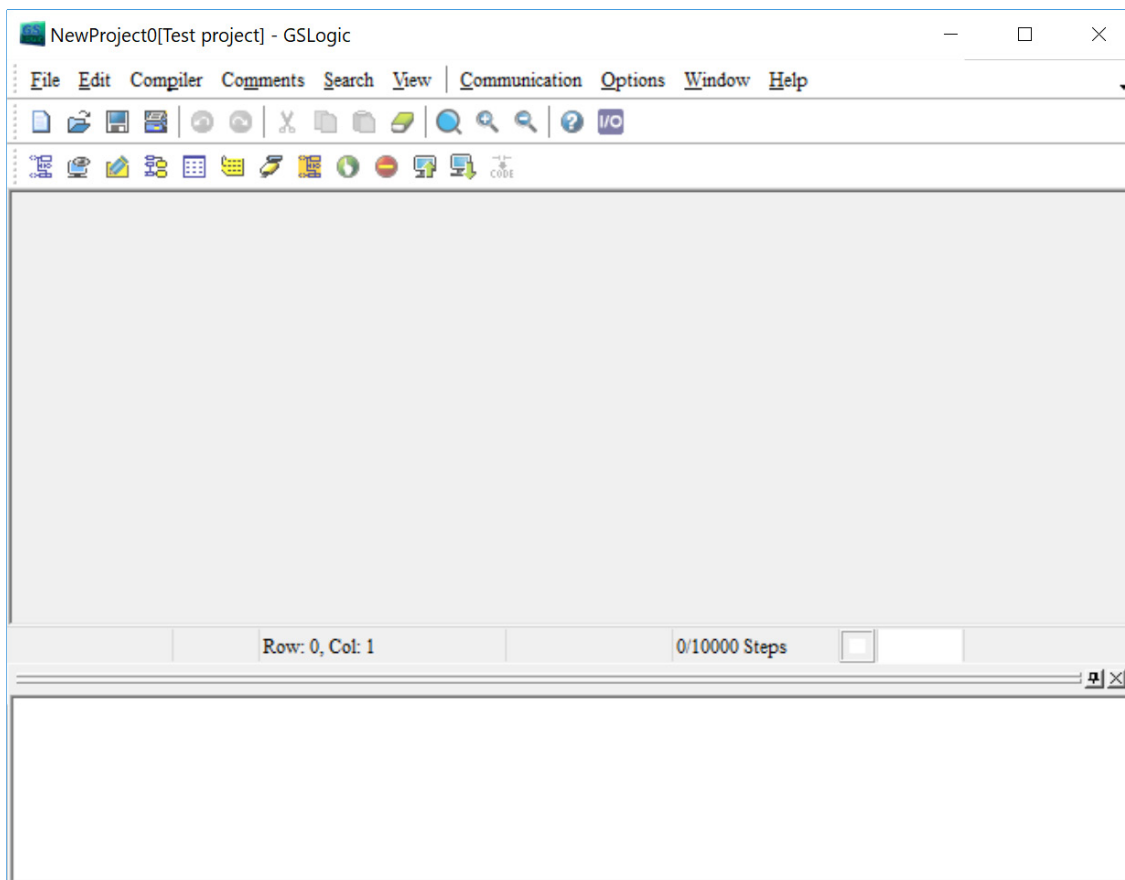 NewProject0[Test project] - GSLogic
File Edit Compiler Comments Search View Communication Options Window Help
I/O
CODE
Row: 0, Col: 1 0/10000 Steps